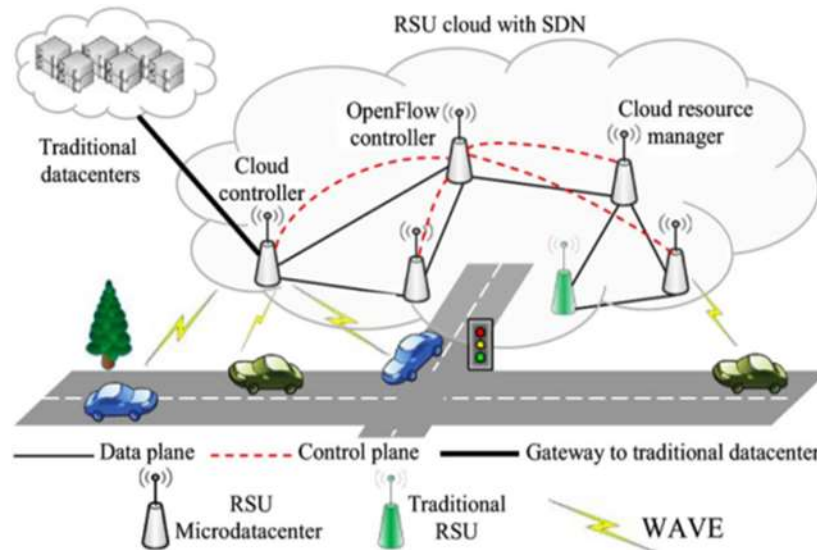 RSU cloud with SDN
OpenFlow
controller
Cloud resource
manager
Traditional
datacenters
Cloud
controller
Data plane
Control plane
Gateway to traditional datacenter
RSU
Microdatacenter
Traditional
RSU
WAVE